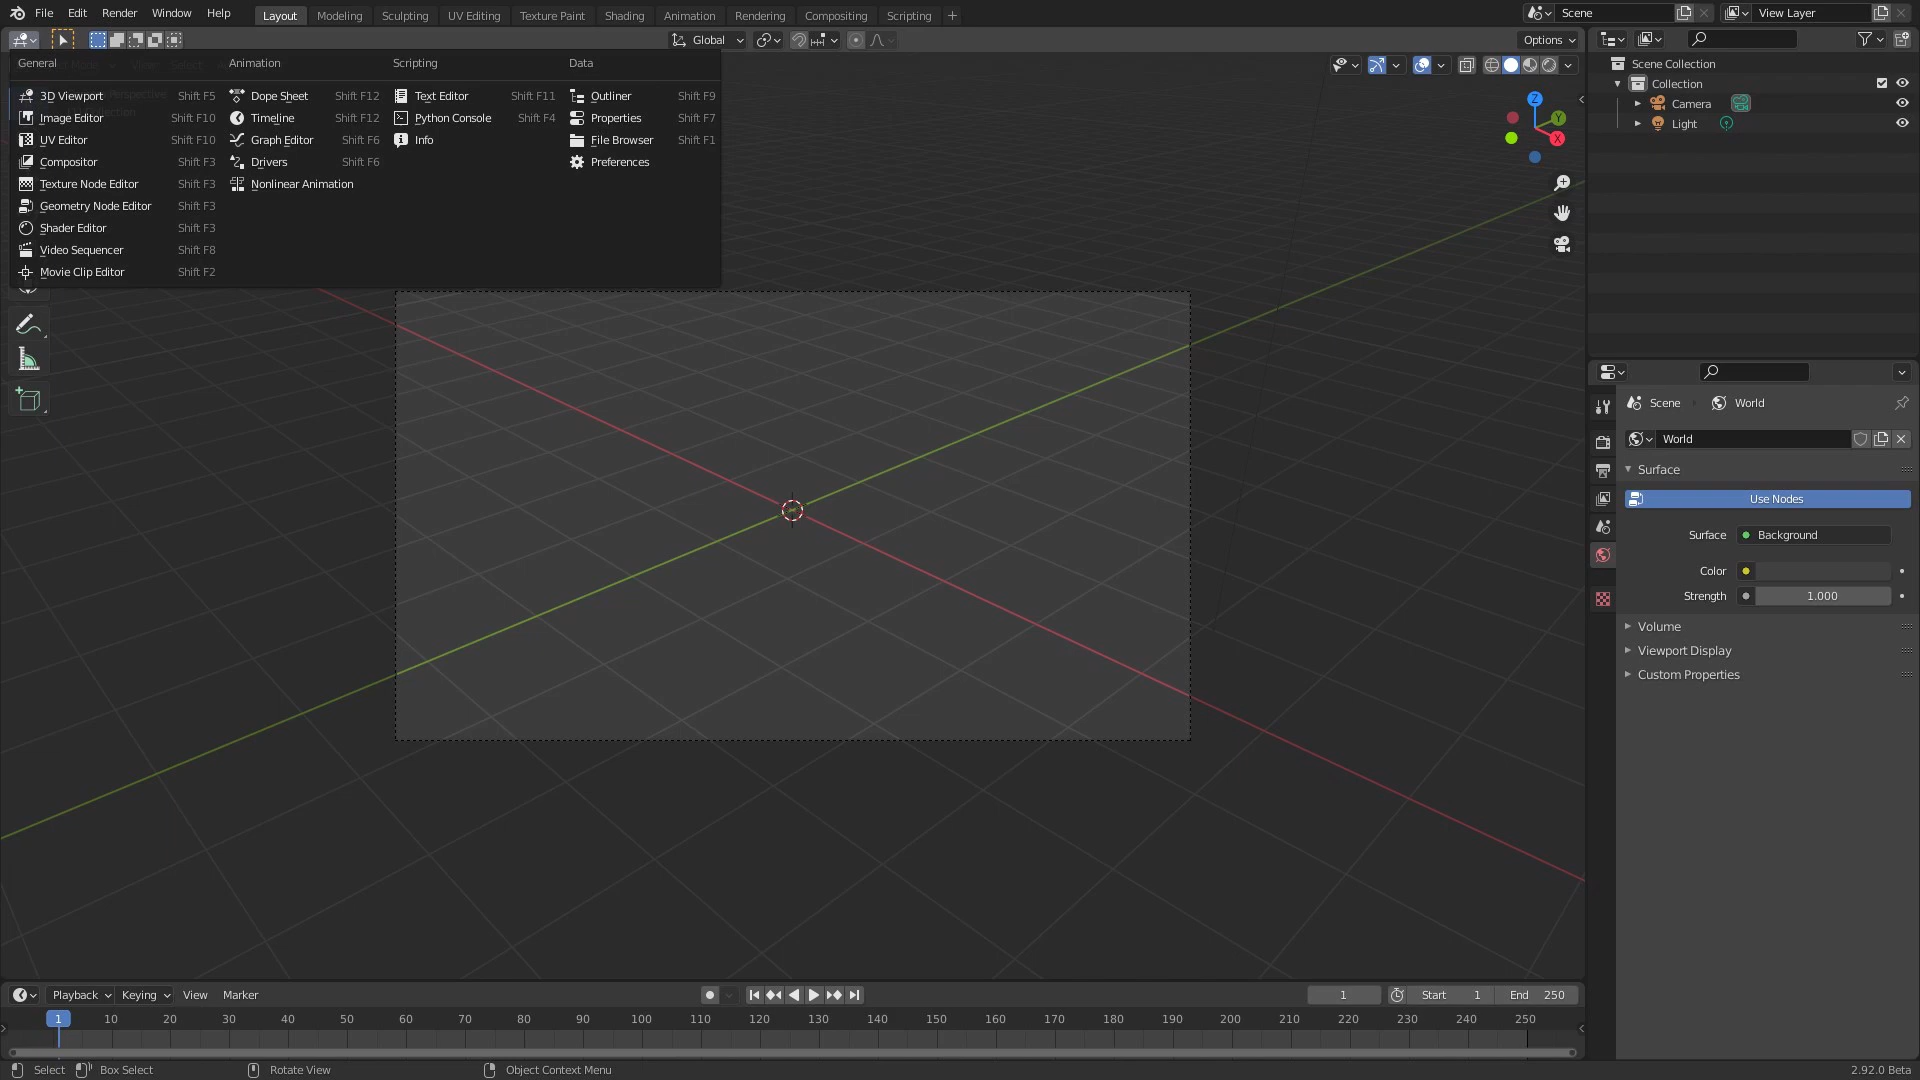 File Edit Render Window Help Layout Modeling Sculpting UV Editing Texture Paint Shading Animation Rendering Compositing Scripting + Scene View Layer
Global Options
General Animation Scripting Data
3D Viewport Shift F5 Dope Sheet Shift F12 Text Editor Shift F11 Outliner Shift F9
Image Editor Shift F10 Timeline Shift F12 Python Console Shift F4 Properties Shift F7
UV Editor Shift F10 Graph Editor Shift F6 Info File Browser Shift F1
Compositor Shift F3 Drivers Shift F6 Preferences
Texture Node Editor Shift F3 Nonlinear Animation
Geometry Node Editor Shift F3
Shader Editor Shift F3
Video Sequencer Shift F8
Movie Clip Editor Shift F2
Z
Y
X
Scene Collection
Collection
Camera
Light
Scene World
World
Surface
Use Nodes
Surface Background
Color
Strength 1.000
Volume
Viewport Display
Custom Properties
Playback Keying View Marker 1 Start 1 End 250
1 10 20 30 40 50 60 70 80 90 100 110 120 130 140 150 160 170 180 190 200 210 220 230 240 250
Select Box Select Rotate View Object Context Menu 2.92.0 Beta